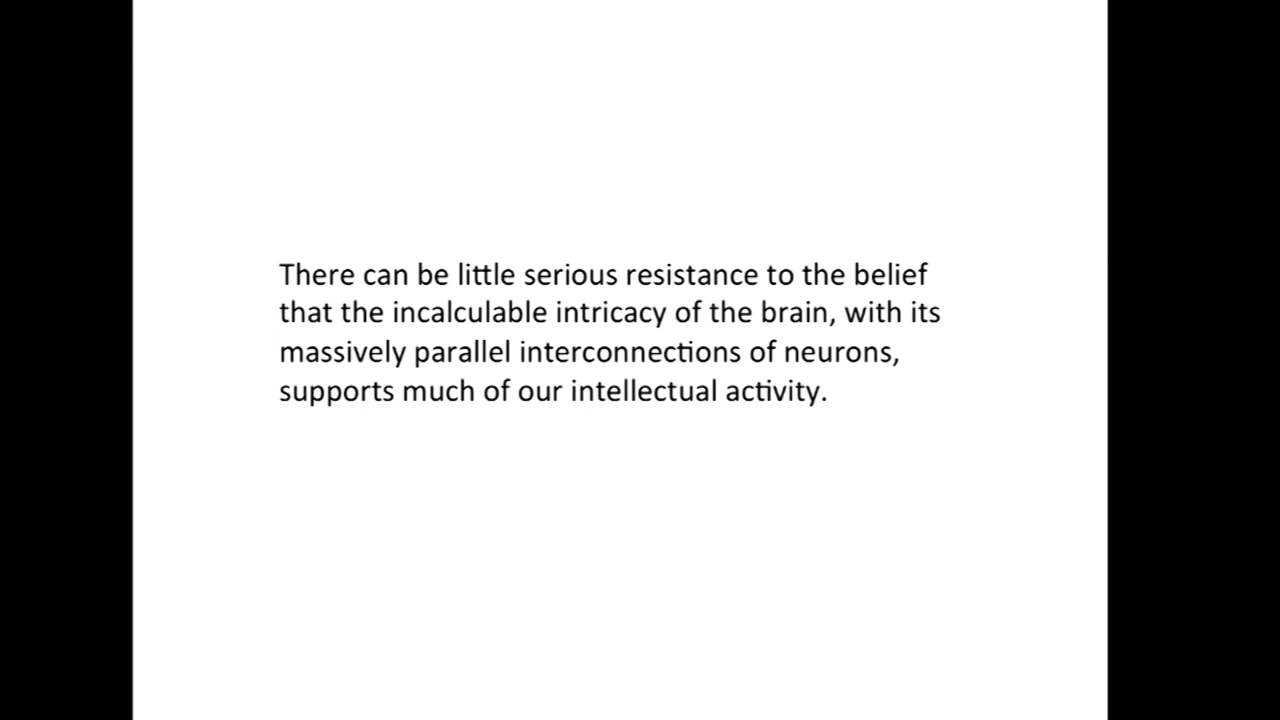 There can be little serious resistance to the belief
that the incalculable intricacy of the brain, with its
massively parallel interconnections of neurons,
supports much of our intellectual activity.